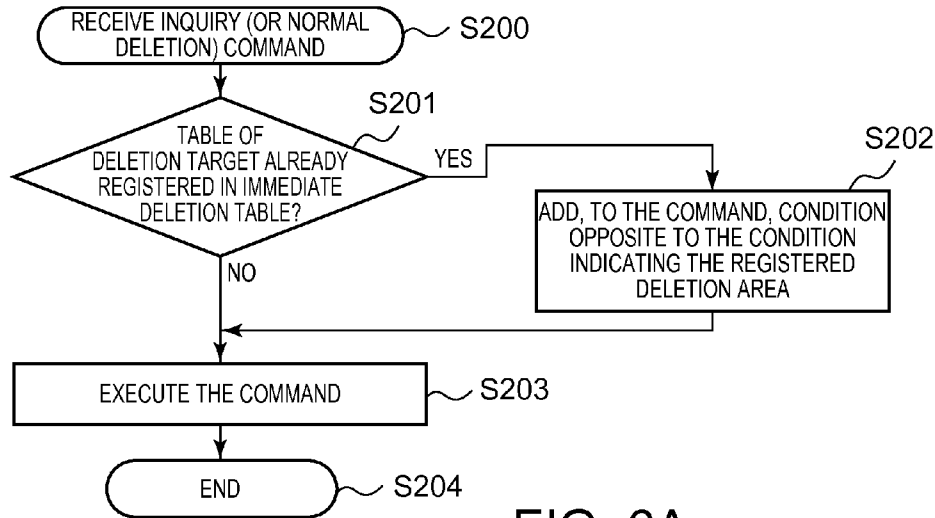 RECEIVE INQUIRY (OR NORMAL
DELETION) COMMAND
S200
S201
TABLE OF
DELETION TARGET ALREADY
REGISTERED IN IMMEDIATE
DELETION TABLE?
YES
S202
ADD, TO THE COMMAND, CONDITION
OPPOSITE TO THE CONDITION
INDICATING THE REGISTERED
DELETION AREA
NO
EXECUTE THE COMMAND
S203
END
S204